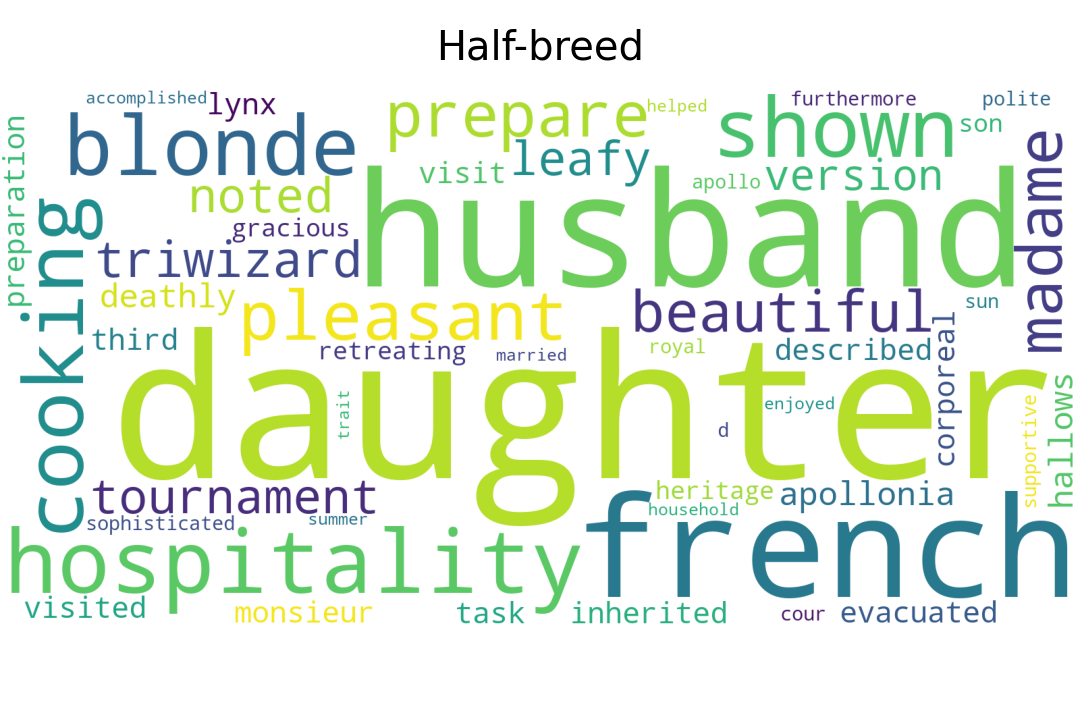 Half-breed
accomplished
lynx
prepare
helped
shown
furthermore
polite
son
blonde
leafy
visit
apollo
version
preparation
noted
husband
madame
cooking
gracious
triwizard
deathly
pleasant
beautiful
sun
third
retreating
married
royal
described
corporeal
daughter
trait
enjoyed
d
supportive
hallows
tournament
heritage
apollonia
household
sophisticated
summer
french
hospitality
visited
monsieur
task
inherited
cour
evacuated